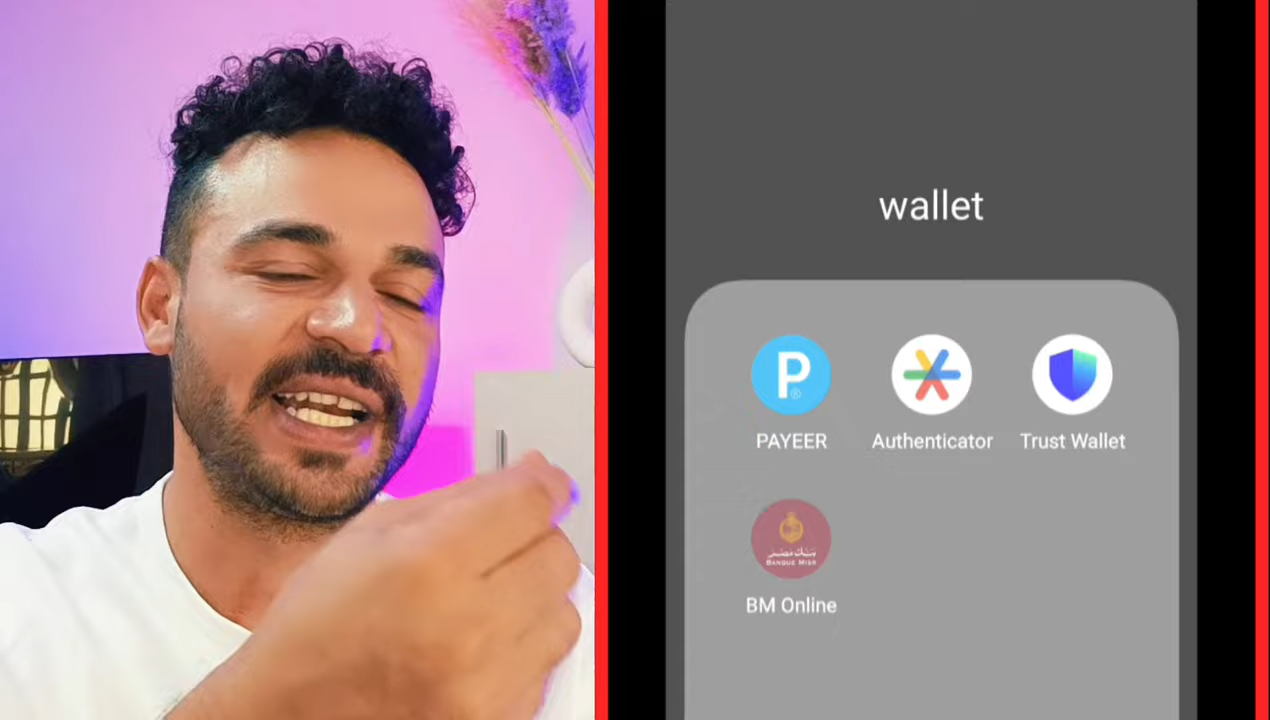 wallet
P
PAYEER
Authenticator
Trust Wallet
بنك مصر
BANQUE MISR
BM Online